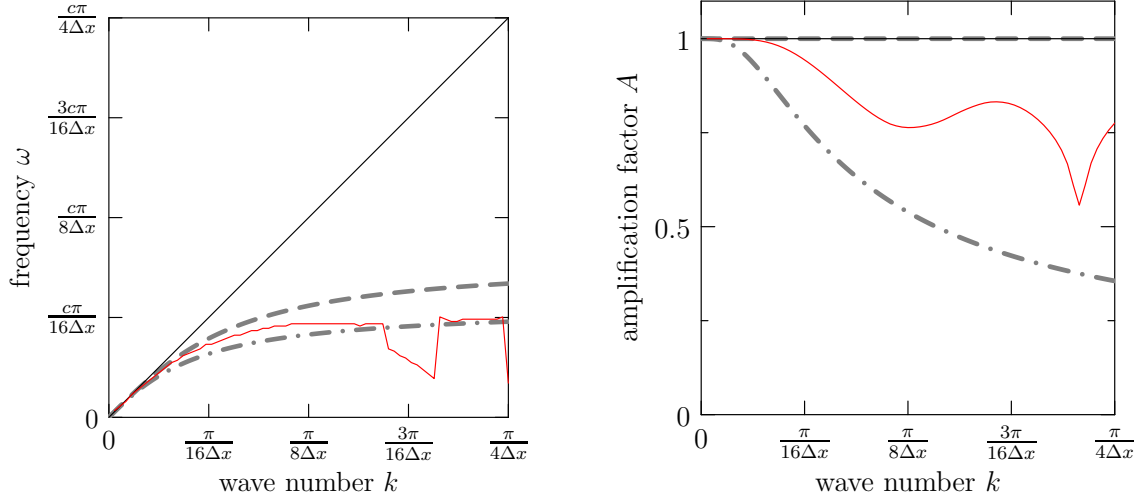 cπ/4Δx
3cπ/16Δx
cπ/8Δx
cπ/16Δx
0
frequency ω
0 π/16Δx π/8Δx 3π/16Δx π/4Δx
wave number k
1
0.5
0
amplification factor A
0 π/16Δx π/8Δx 3π/16Δx π/4Δx
wave number k